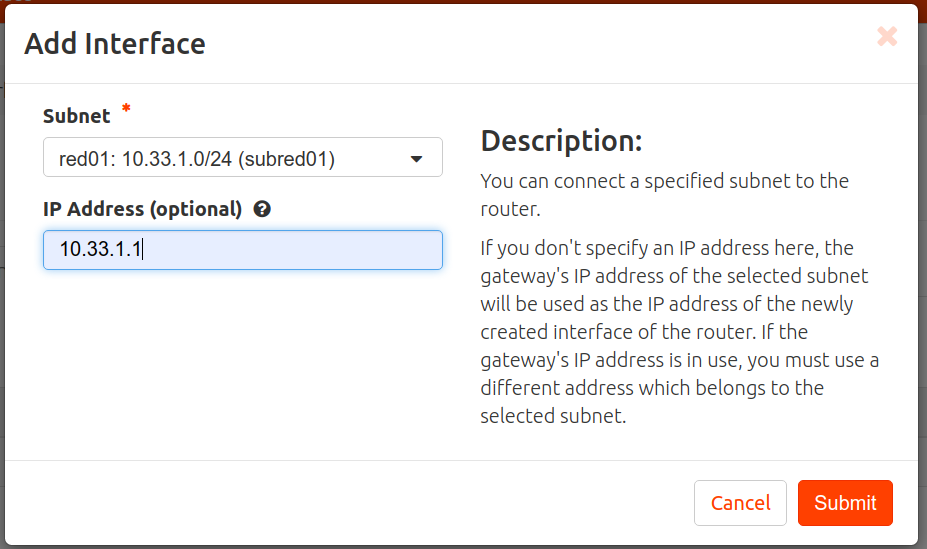 Add Interface
Subnet *
red01: 10.33.1.0/24 (subred01)
IP Address (optional)
10.33.1.1
Description:
You can connect a specified subnet to the
router.
If you don't specify an IP address here, the
gateway's IP address of the selected subnet
will be used as the IP address of the newly
created interface of the router. If the
gateway's IP address is in use, you must use a
different address which belongs to the
selected subnet.
Cancel
Submit